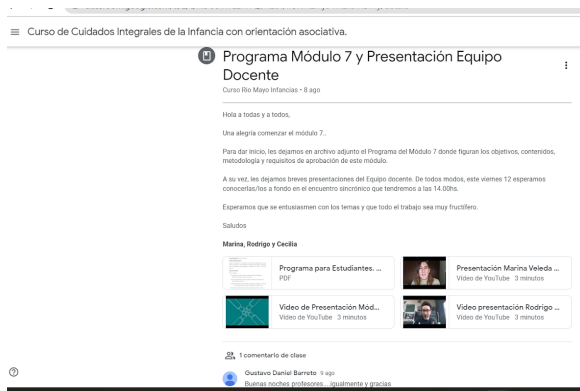 Curso de Cuidados Integrales de la Infancia con orientación asociativa.
Programa Módulo 7 y Presentación Equipo
Docente
Curso Rio Mayo Infancias • 8 ago
Hola a todas y a todos,
Una alegría comenzar el módulo 7..
Para dar inicio, les dejamos en archivo adjunto el Programa del Módulo 7 donde figuran los objetivos, contenidos,
metodología y requisitos de aprobación de este módulo.
A su vez, les dejamos breves presentaciones del Equipo docente. De todos modos, este viernes 12 esperamos
conocerlas/los a fondo en el encuentro sincrónico que tendremos a las 14.00hs.
Esperamos que se entusiasmen con los temas y que todo el trabajo sea muy fructífero.
Saludos
Marina, Rodrigo y Cecilia
Programa para Estudiantes. ...
PDF
Presentación Marina Veleda ...
Vídeo de YouTube 3 minutos
Video de Presentación Mód...
Vídeo de YouTube 3 minutos
Video presentación Rodrigo ...
Vídeo de YouTube 3 minutos
1 comentario de clase
Gustavo Daniel Barreto 9 ago
Buenas noches profesores....igualmente y gracias